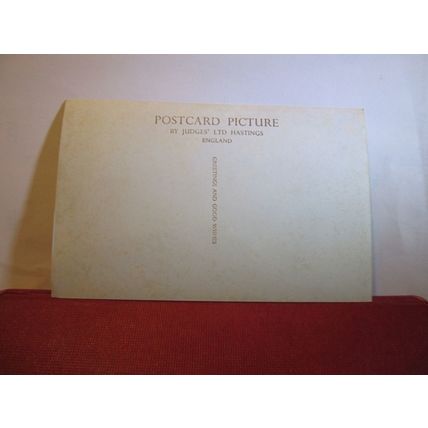 POSTCARD PICTURE
BY JUDGES' LTD HASTINGS
ENGLAND
GREETINGS AND GOOD WISHES